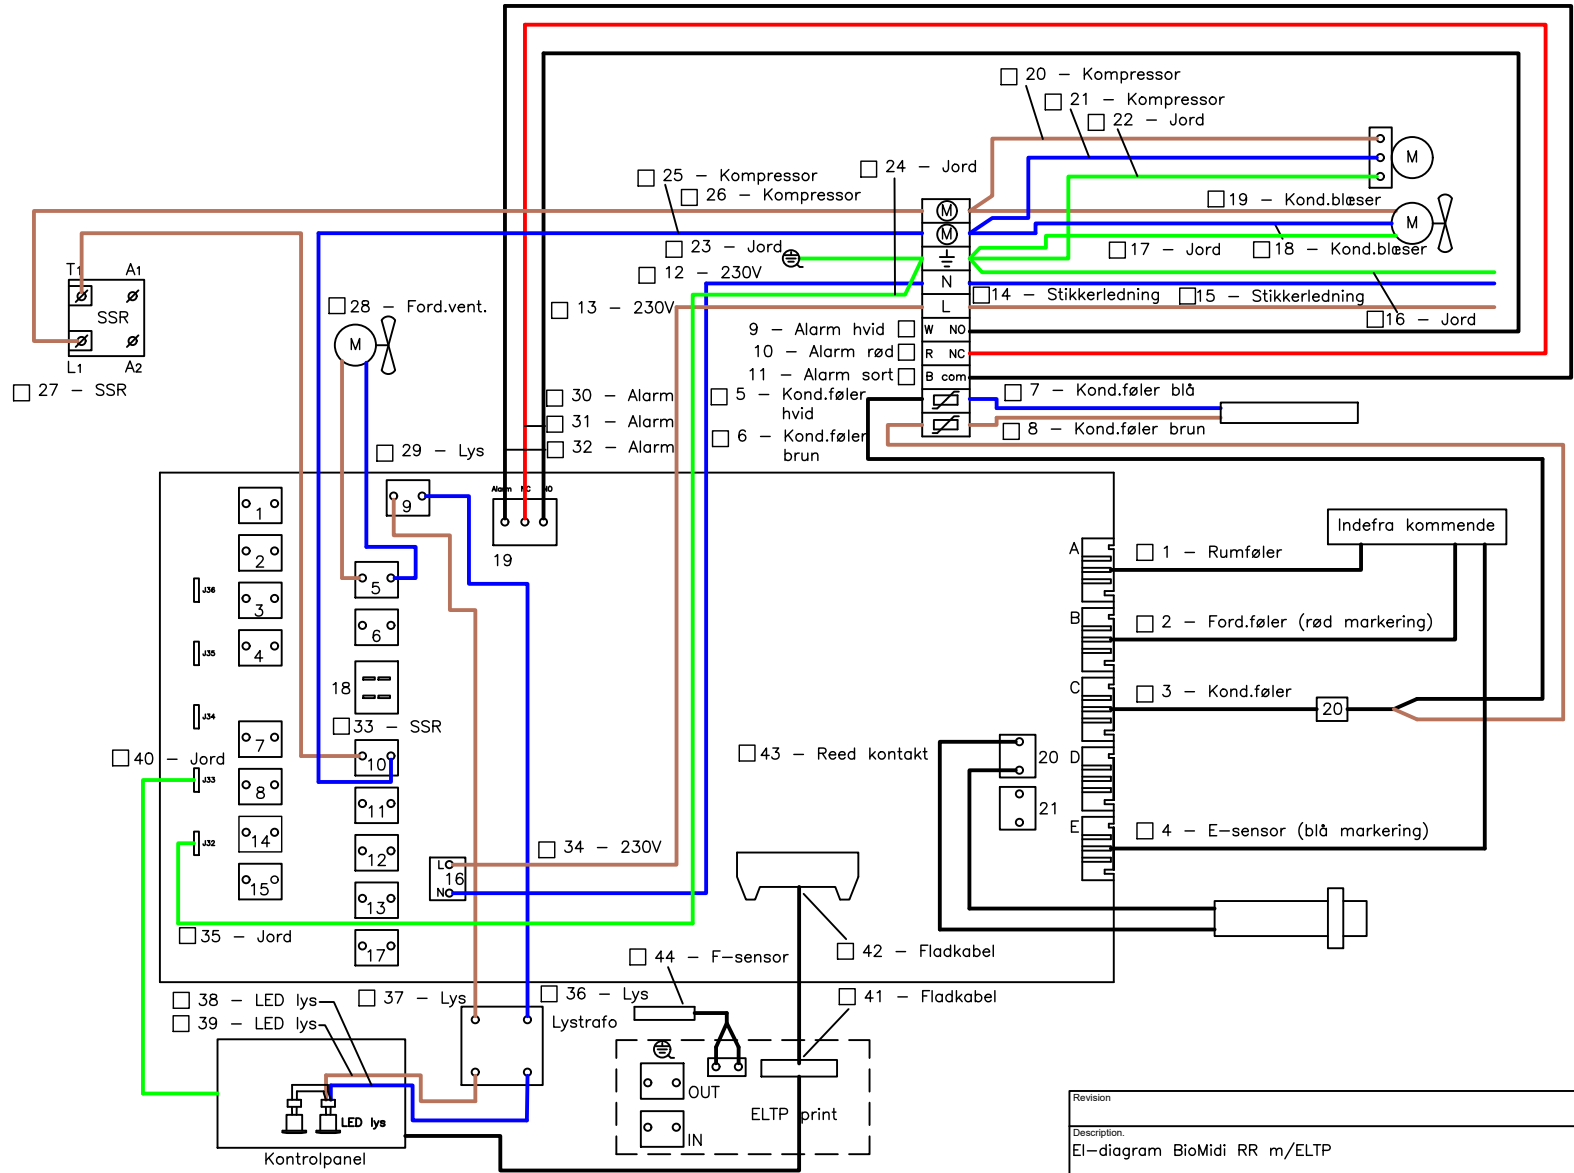 20 - Kompressor
21 - Kompressor
22 - Jord
24 - Jord
25 - Kompressor
26 - Kompressor
M
M
19 - Kond.blæser
M
M
23 - Jord
17 - Jord
18 - Kond.blæser
T1
A1
12 - 230V
N
14 - Stikkerledning
15 - Stikkerledning
SSR
28 - Ford.vent.
13 - 230V
L
16 - Jord
M
9 - Alarm hvid
W NO
10 - Alarm rød
R NC
L1
A2
11 - Alarm sort
B com
27 - SSR
30 - Alarm
5 - Kond.føler
hvid
7 - Kond.føler blå
31 - Alarm
6 - Kond.føler
brun
8 - Kond.føler brun
29 - Lys
32 - Alarm
Alarm
NC
NO
1
9
19
Indefra kommende
2
A
1 - Rumføler
J36
3
5
B
2 - Ford.føler (rød markering)
6
J35
4
18
C
3 - Kond.føler
20
J34
33 - SSR
7
40 - Jord
10
43 - Reed kontakt
20
D
J33
8
11
21
14
J32
12
34 - 230V
E
4 - E-sensor (blå markering)
L
16
N
15
13
35 - Jord
17
44 - F-sensor
42 - Fladkabel
38 - LED lys
37 - Lys
36 - Lys
41 - Fladkabel
39 - LED lys
Lystrafo
OUT
ELTP print
IN
LED lys
Kontrolpanel
Revision
Description.
El-diagram BioMidi RR m/ELTP